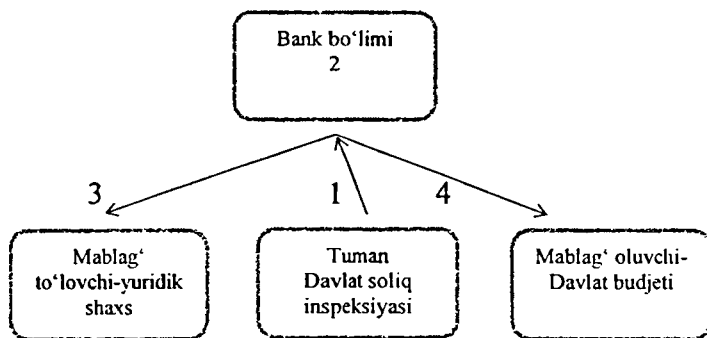 Bank bo‘limi
2
3
1
4
Mablag‘
to‘lovchi-yuridik
shaxs
Tuman
Davlat soliq
inspeksiyasi
Mablag‘ oluvchi-
Davlat budjeti